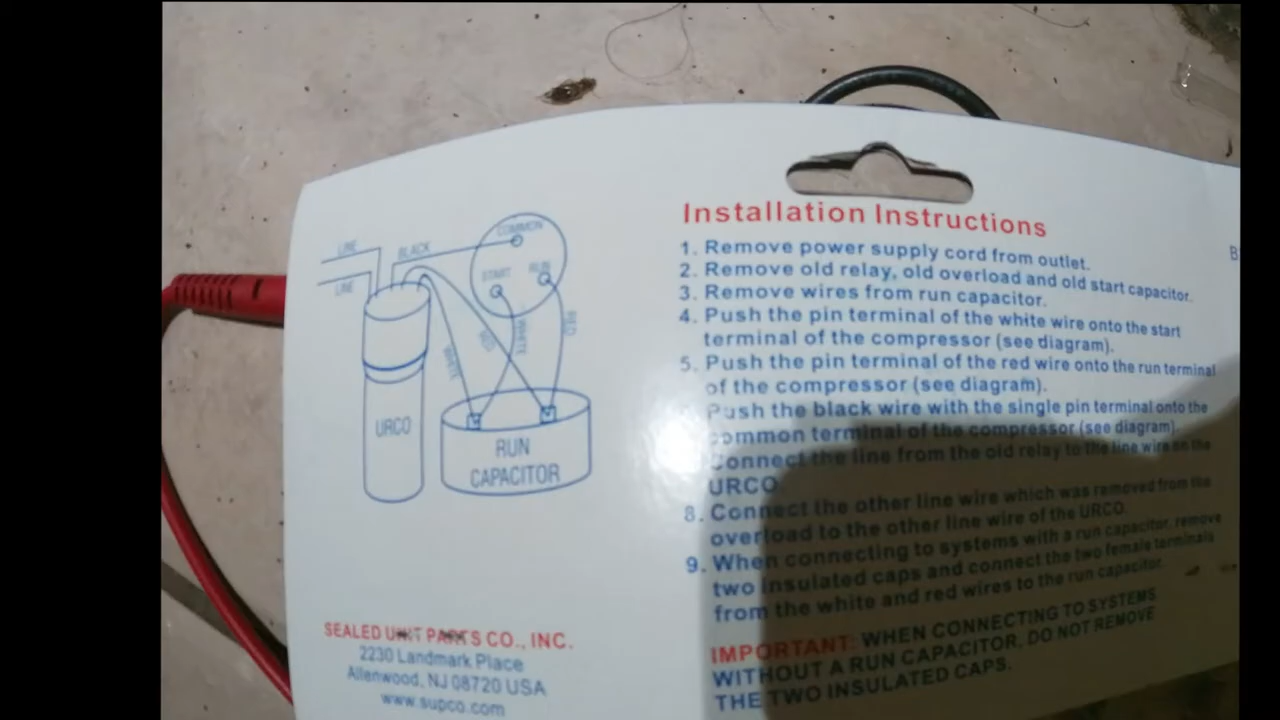 LINE
LINE
BLACK
COMMON
START
RUN
WHITE
RED
WHITE
RED
URCO
RUN
CAPACITOR
SEALED UNIT PARTS CO., INC.
2230 Landmark Place
Allenwood, NJ 08720 USA
www.supco.com
Installation Instructions
1. Remove power supply cord from outlet.
2. Remove old relay, old overload and old start capacitor.
3. Remove wires from run capacitor.
4. Push the pin terminal of the white wire onto the start
terminal of the compressor (see diagram).
5. Push the pin terminal of the red wire onto the run terminal
of the compressor (see diagram).
Push the black wire with the single pin terminal onto the
common terminal of the compressor (see diagram).
Connect the line from the old relay to the line wire on the
URCO
8. Connect the other line wire which was removed from the
overload to the other line wire of the URCO.
9. When connecting to systems with a run capacitor, remove
two insulated caps and connect the two female terminals
from the white and red wires to the run capacitor.
IMPORTANT: WHEN CONNECTING TO SYSTEMS
WITHOUT A RUN CAPACITOR, DO NOT REMOVE
THE TWO INSULATED CAPS.
B